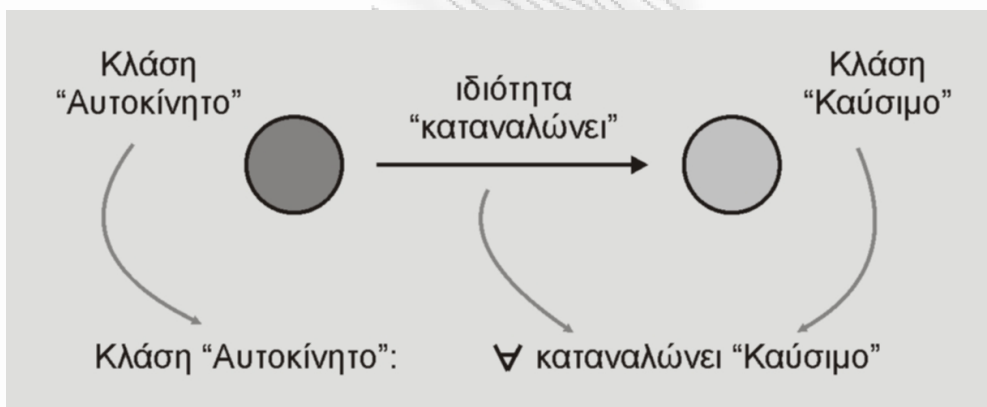 Κλάση
“Αυτοκίνητο”
ιδιότητα
“καταναλώνει”
Κλάση
“Καύσιμο”
Κλάση “Αυτοκίνητο”: ∀ καταναλώνει “Καύσιμο”